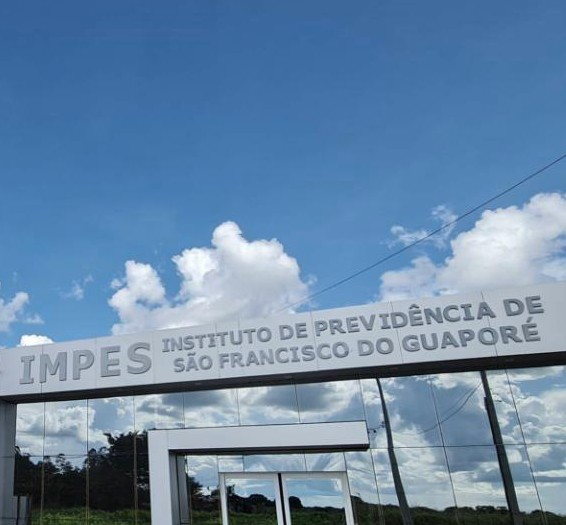 IMPES
INSTITUTO DE PREVIDÊNCIA DE
SÃO FRANCISCO DO GUAPORÉ